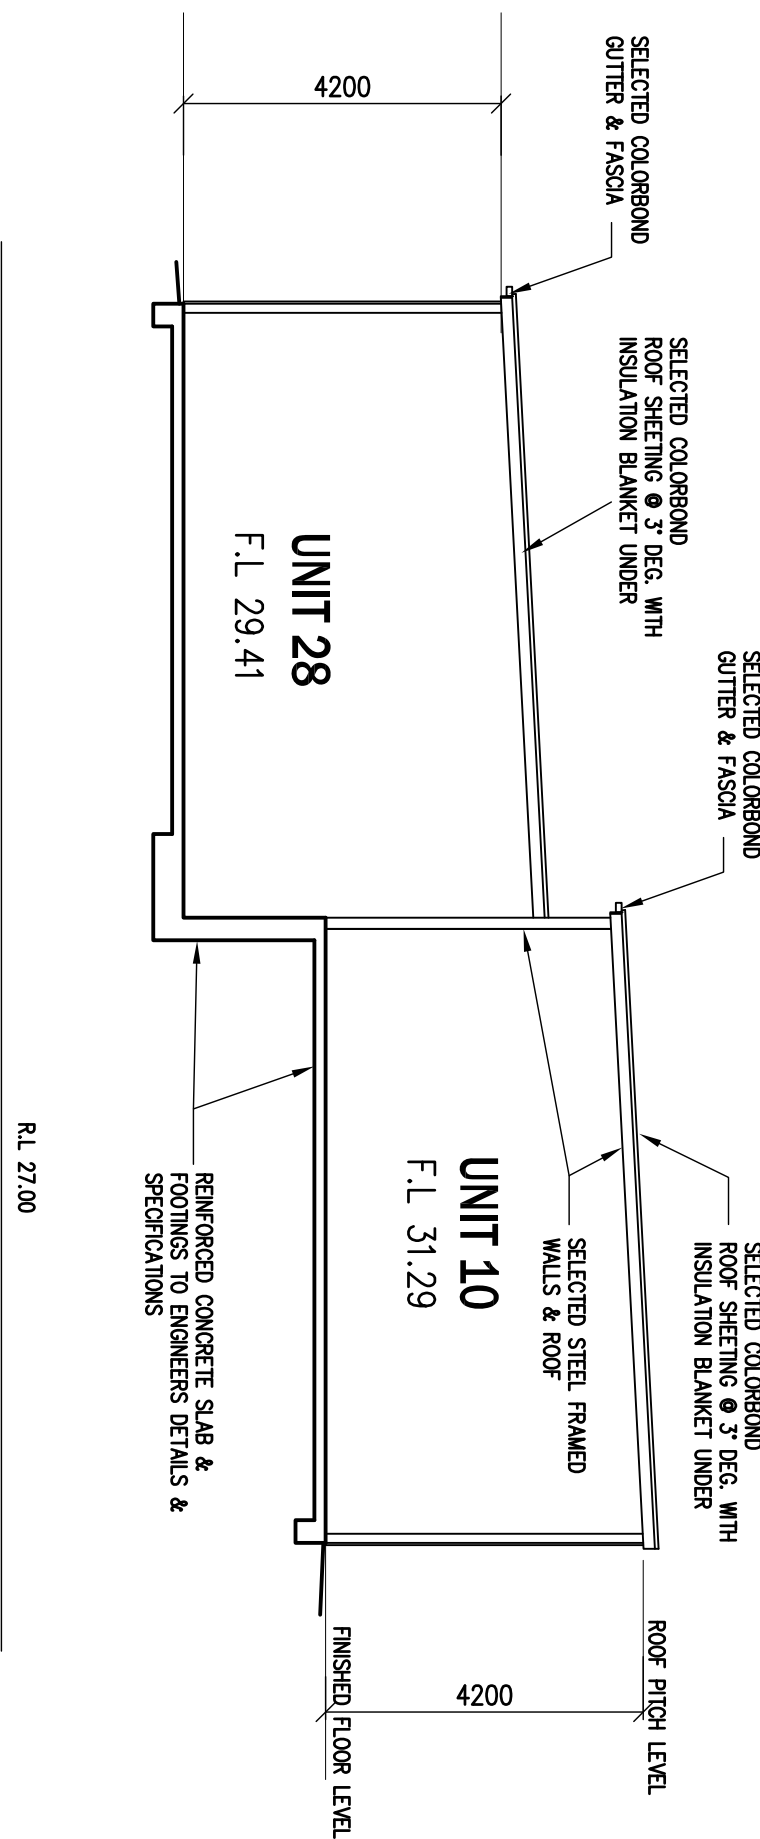 SELECTED COLORBOND
GUTTER & FASCIA
SELECTED COLORBOND
ROOF SHEETING @ 3° DEG. WITH
INSULATION BLANKET UNDER
SELECTED COLORBOND
GUTTER & FASCIA
SELECTED COLORBOND
ROOF SHEETING @ 3° DEG. WITH
INSULATION BLANKET UNDER
ROOF PITCH LEVEL
4200
4200
SELECTED STEEL FRAMED
WALLS & ROOF
UNIT 28
F.L 29.41
UNIT 10
F.L 31.29
FINISHED FLOOR LEVEL
REINFORCED CONCRETE SLAB &
FOOTINGS TO ENGINEERS DETAILS &
SPECIFICATIONS
R.L 27.00